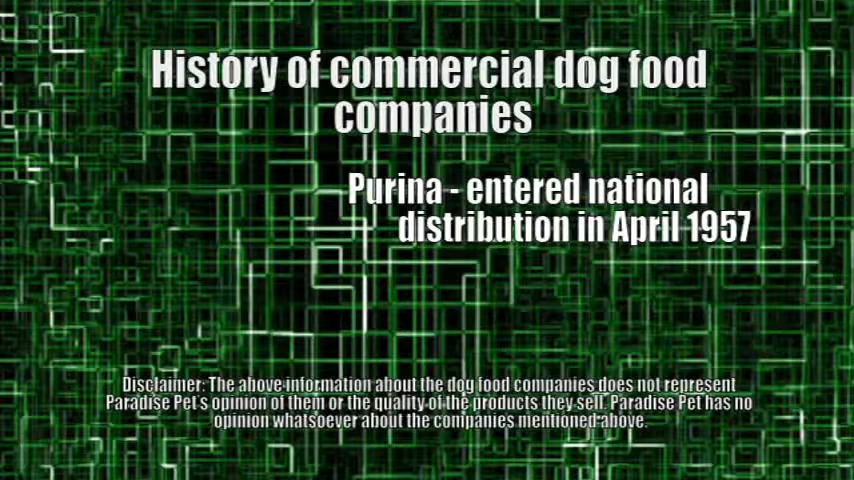 History of commercial dog food
companies
Purina - entered national
distribution in April 1957
Disclaimer: The above information about the dog food companies does not represent
Paradise Pet's opinion of them or the quality of the products they sell. Paradise Pet has no
opinion whatsoever about the companies mentioned above.